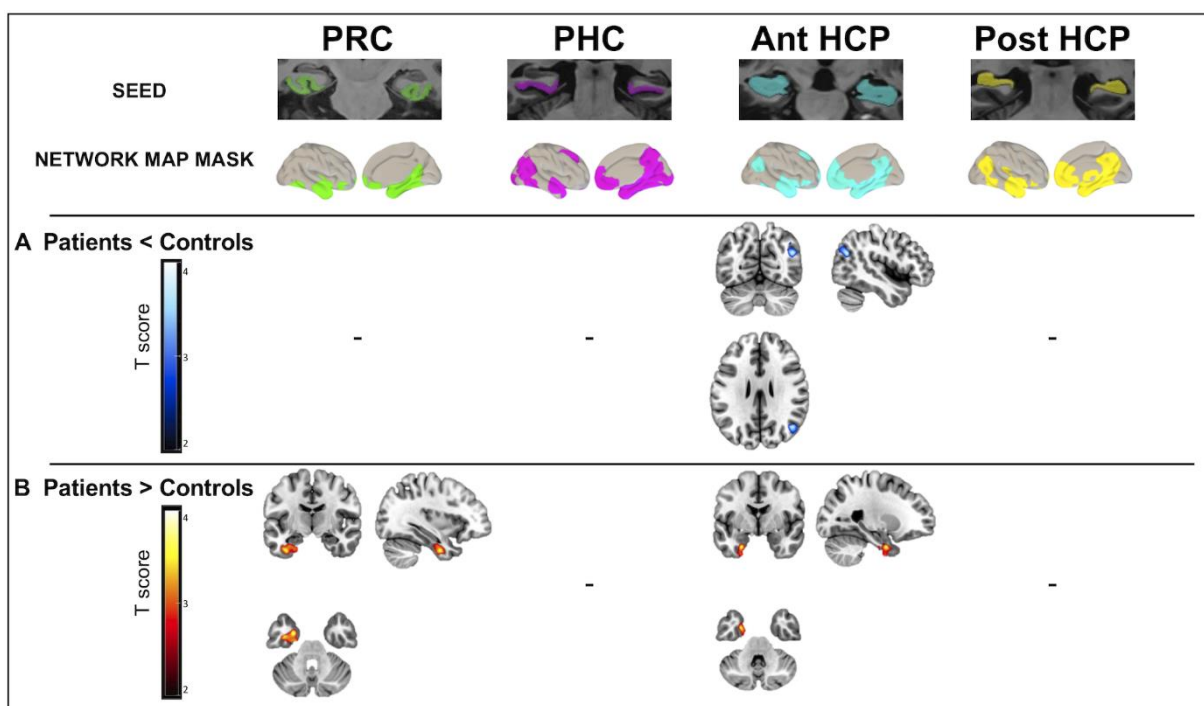 PRC PHC Ant HCP Post HCP
SEED
NETWORK MAP MASK
A Patients < Controls
4
3
2
T score
- - -
B Patients > Controls
4
3
2
T score
- -